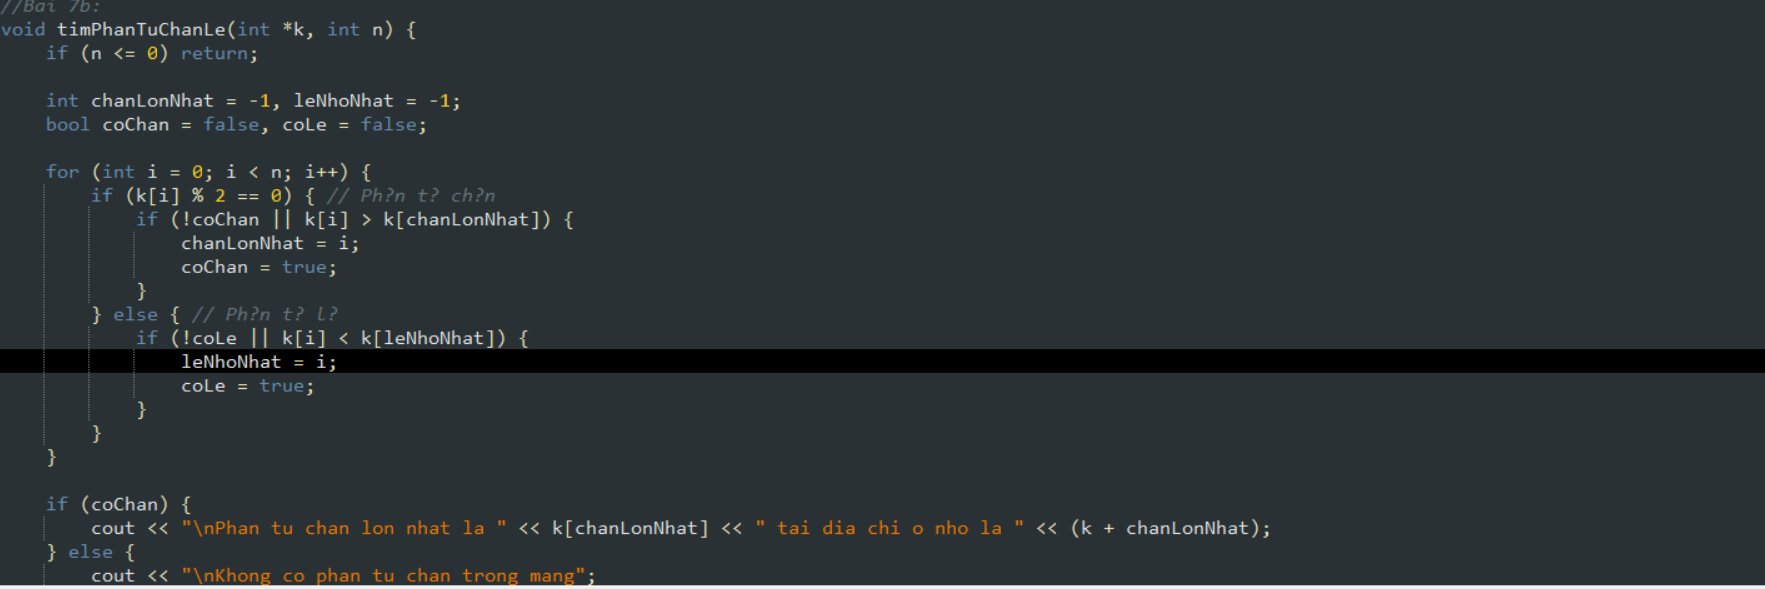 //Bai 7b:
void timPhanTuChanLe(int *k, int n) {
    if (n <= 0) return;

    int chanLonNhat = -1, leNhoNhat = -1;
    bool coChan = false, coLe = false;

    for (int i = 0; i < n; i++) {
        if (k[i] % 2 == 0) { // Ph?n t? ch?n
            if (!coChan || k[i] > k[chanLonNhat]) {
                chanLonNhat = i;
                coChan = true;
            }
        } else { // Ph?n t? l?
            if (!coLe || k[i] < k[leNhoNhat]) {
                leNhoNhat = i;
                coLe = true;
            }
        }
    }

    if (coChan) {
        cout << "\nPhan tu chan lon nhat la " << k[chanLonNhat] << " tai dia chi o nho la " << (k + chanLonNhat);
    } else {
        cout << "\nKhong co phan tu chan trong mang";